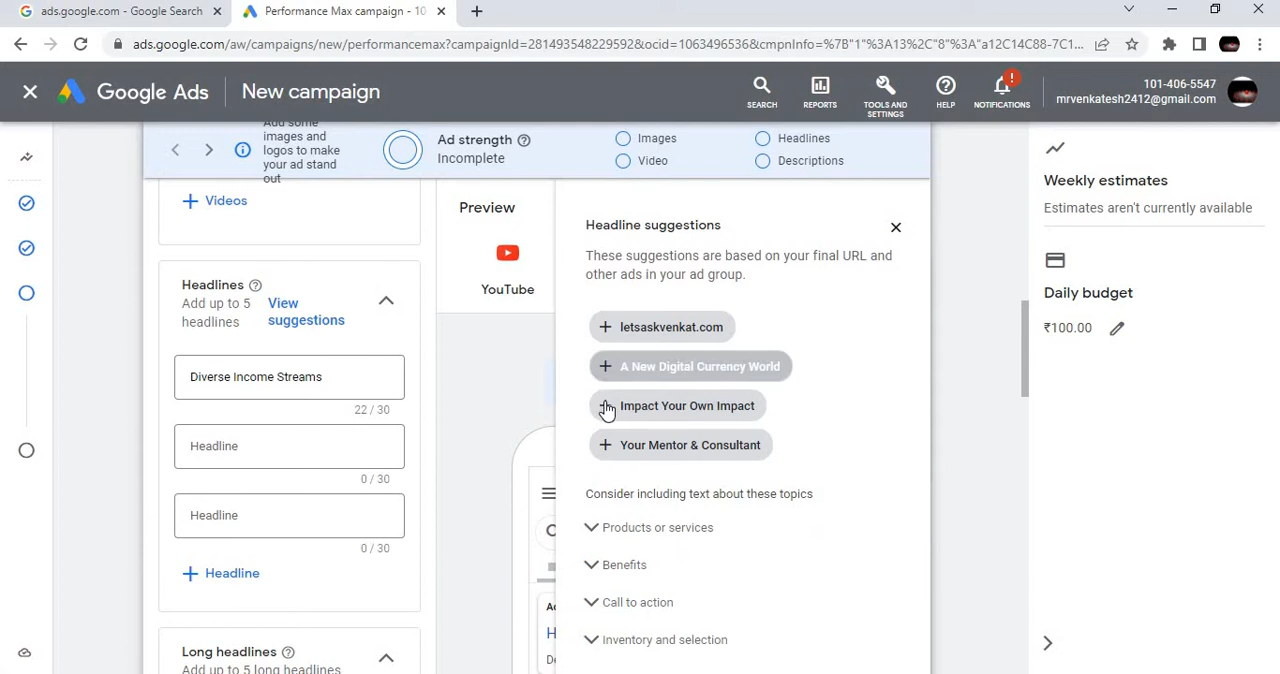 ads.google.com - Google Search
Performance Max campaign - 10
ads.google.com/aw/campaigns/new/performancemax?campaignId=281493548229592&ocid=1063496536&cmpnInfo=%7B"1"%3A13%2C"8"%3A"a12C14C88-7C1...
Google Ads
New campaign
SEARCH
REPORTS
TOOLS AND
SETTINGS
HELP
NOTIFICATIONS
101-406-5547
mrvenkatesh2412@gmail.com
Add some
images and
logos to make
your ad stand
out
Ad strength
Incomplete
Images
Video
Headlines
Descriptions
Videos
Headlines
Add up to 5
headlines
View
suggestions
Diverse Income Streams
22 / 30
Headline
0 / 30
Headline
0 / 30
Headline
Long headlines
Add up to 5 long headlines
Preview
YouTube
Headline suggestions
These suggestions are based on your final URL and
other ads in your ad group.
letsaskvenkat.com
A New Digital Currency World
Impact Your Own Impact
Your Mentor & Consultant
Consider including text about these topics
Products or services
Benefits
Call to action
Inventory and selection
Weekly estimates
Estimates aren't currently available
Daily budget
₹100.00